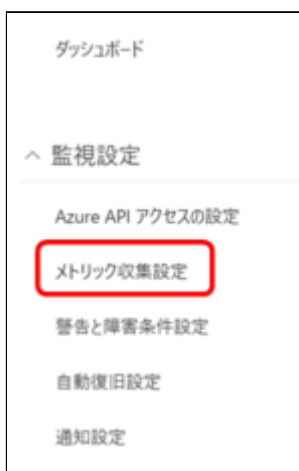 ダッシュボード
監視設定
Azure API アクセスの設定
メトリック収集設定
警告と障害条件設定
自動復旧設定
通知設定